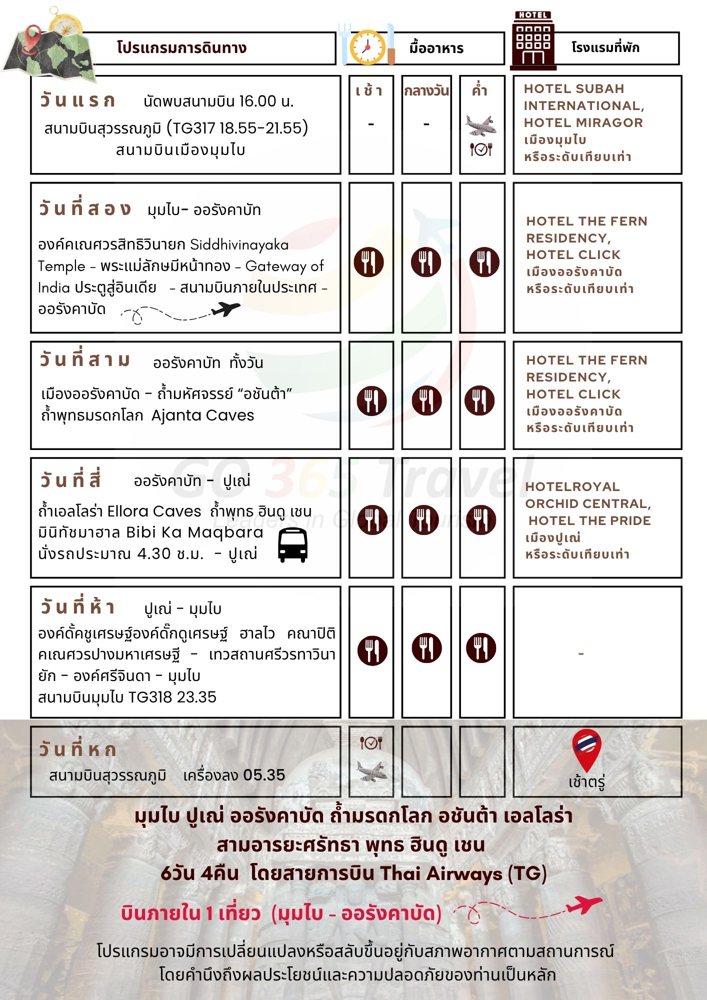 HOTEL
โปรแกรมการดินทาง
มื้ออาหาร
โรงแรมที่พัก
วันแรก นัดพบสนามบิน 16.00 น.
สนามบินสุวรรณภูมิ (TG317 18.55-21.55)
สนามบินเมืองมุมไบ
เช้า
-
กลางวัน
-
ค่ำ
HOTEL SUBAH
INTERNATIONAL,
HOTEL MIRAGOR
เมืองมุมไบ
หรือระดับเทียบเท่า
วันที่สอง มุมไบ- ออรังคาบัท
องค์คเณศวรสิทธิวินายก Siddhivinayaka
Temple - พระแม่ลักษมีหน้าทอง - Gateway of
India ประตูสู่อินเดีย - สนามบินภายในประเทศ -
ออรังคาบัด
HOTEL THE FERN
RESIDENCY,
HOTEL CLICK
เมืองออรังคาบัด
หรือระดับเทียบเท่า
วันที่สาม ออรังคาบัท ทั้งวัน
เมืองออรังคาบัด - ถ้ำมหัศจรรย์ “อชันต้า”
ถ้ำพุทธมรดกโลก Ajanta Caves
HOTEL THE FERN
RESIDENCY,
HOTEL CLICK
เมืองออรังคาบัด
หรือระดับเทียบเท่า
GO 365 Travel
Leaders in Global Tourism
วันที่สี่ ออรังคาบัท - ปูเณ่
ถ้ำเอลโลร่า Ellora Caves ถ้ำพุทธ ฮินดู เชน
มินิทัชมาฮาล Bibi Ka Maqbara
นั่งรถประมาณ 4.30 ช.ม. - ปูเณ่
HOTELROYAL
ORCHID CENTRAL,
HOTEL THE PRIDE
เมืองปูเณ่
หรือระดับเทียบเท่า
วันที่ห้า ปูเณ่ - มุมไบ
องค์ดั้คชูเศรษฐ์องค์ดั๊กดูเศรษฐ์ ฮาลไว คณาปิติ
คเณศวรปางมหาเศรษฐี - เทวสถานศรีวรทาวินา
ยัก - องค์ศรีจินดา - มุมไบ
สนามบินมุมไบ TG318 23.35
-
วันที่หก
สนามบินสุวรรณภูมิ เครื่องลง 05.35
เช้าตรู่
มุมไบ ปูเณ่ ออรังคาบัด ถ้ำมรดกโลก อชันต้า เอลโลร่า
สามอารยะศรัทธา พุทธ ฮินดู เชน
6วัน 4คืน โดยสายการบิน Thai Airways (TG)
บินภายใน 1 เที่ยว (มุมไบ - ออรังคาบัด)
โปรแกรมอาจมีการเปลี่ยนแปลงหรือสลับขึ้นอยู่กับสภาพอากาศตามสถานการณ์
โดยคำนึงถึงผลประโยชน์และความปลอดภัยของท่านเป็นหลัก